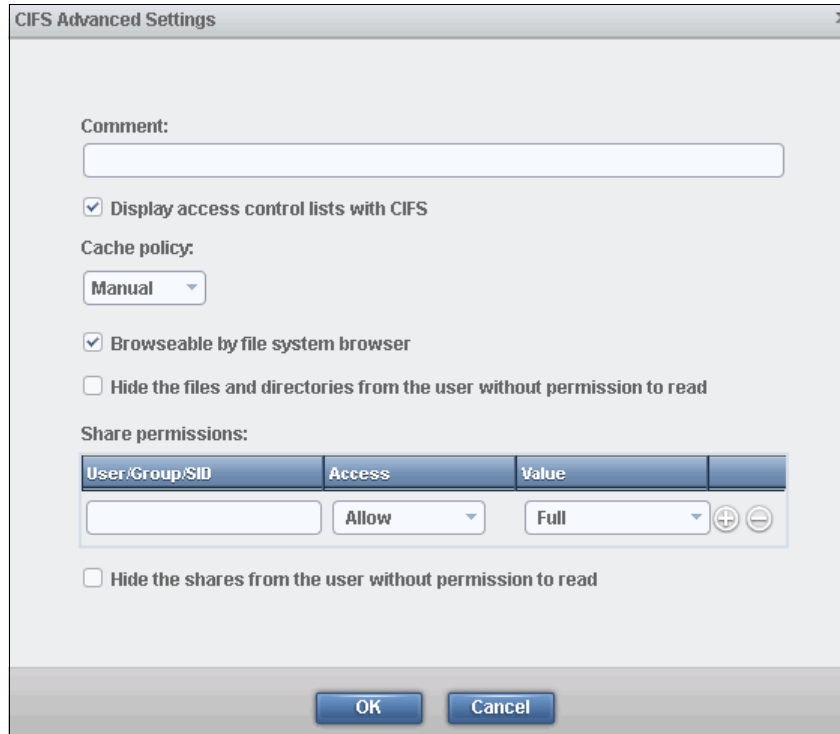 CIFS Advanced Settings
Comment:
Display access control lists with CIFS
Cache policy:
Manual
Browseable by file system browser
Hide the files and directories from the user without permission to read
Share permissions:
User/Group/SID Access Value
Allow Full
Hide the shares from the user without permission to read
OK Cancel